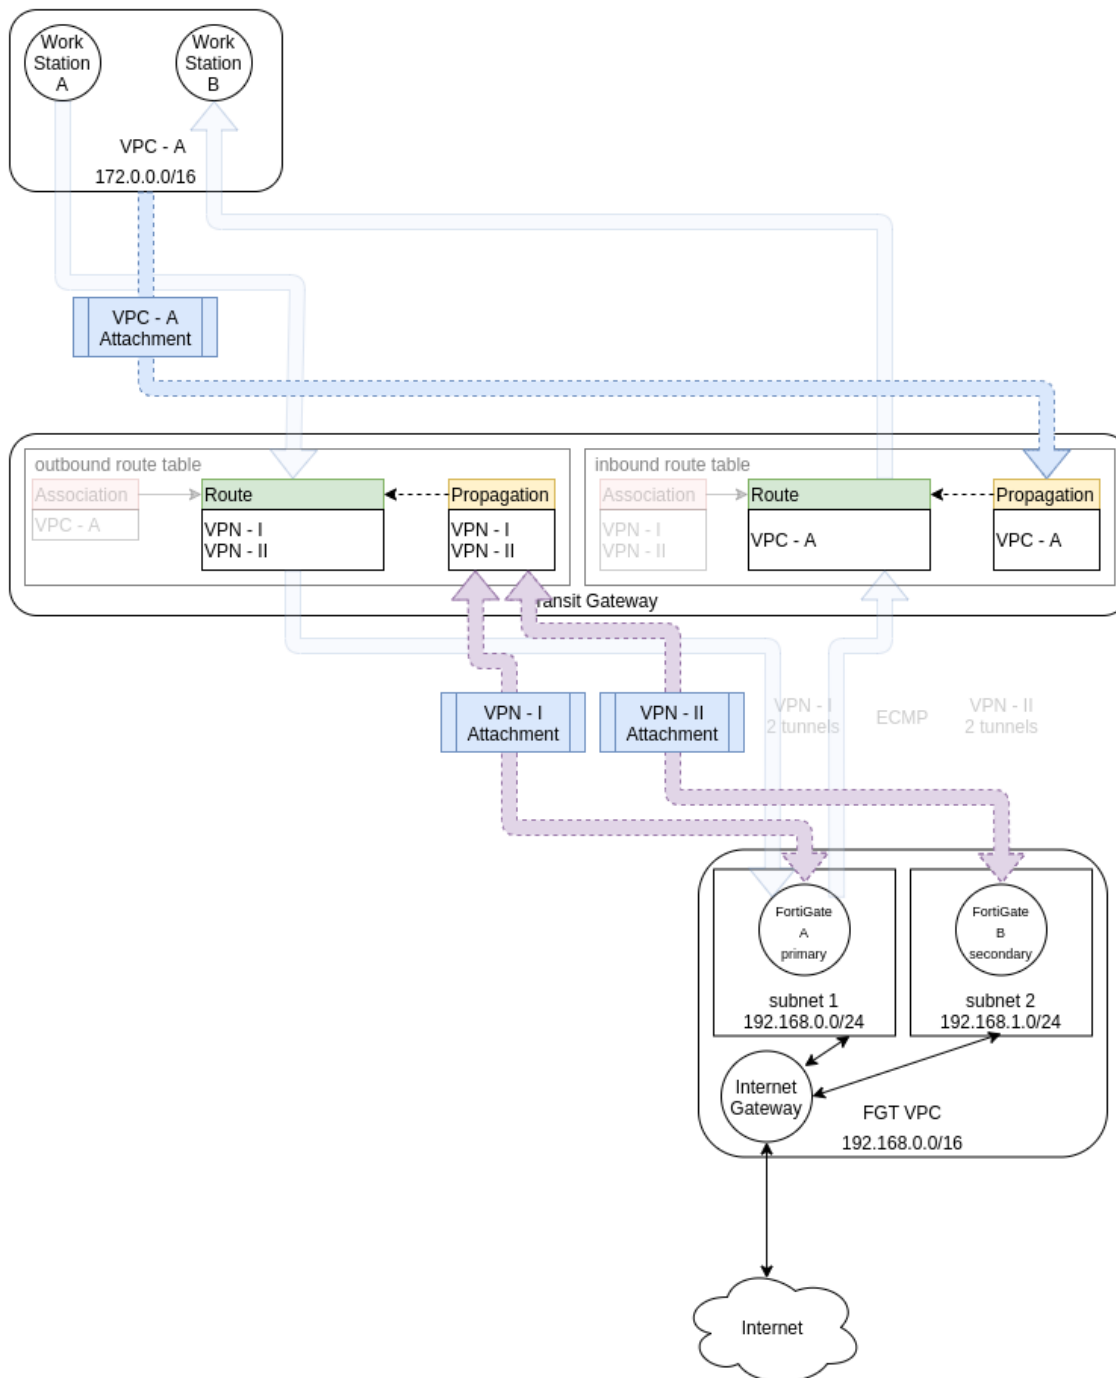 Work
Station
A
Work
Station
B
VPC - A
172.0.0.0/16
VPC - A
Attachment
outbound route table
Association
VPC - A
Route
VPN - I
VPN - II
Propagation
VPN - I
VPN - II
inbound route table
Association
VPN - I
VPN - II
Route
VPC - A
Propagation
VPC - A
ransit Gateway
VPN - I
Attachment
VPN - II
Attachment
VPN - I
2 tunnels
ECMP
VPN - II
2 tunnels
FortiGate
A
primary
subnet 1
192.168.0.0/24
FortiGate
B
secondary
subnet 2
192.168.1.0/24
Internet
Gateway
FGT VPC
192.168.0.0/16
Internet